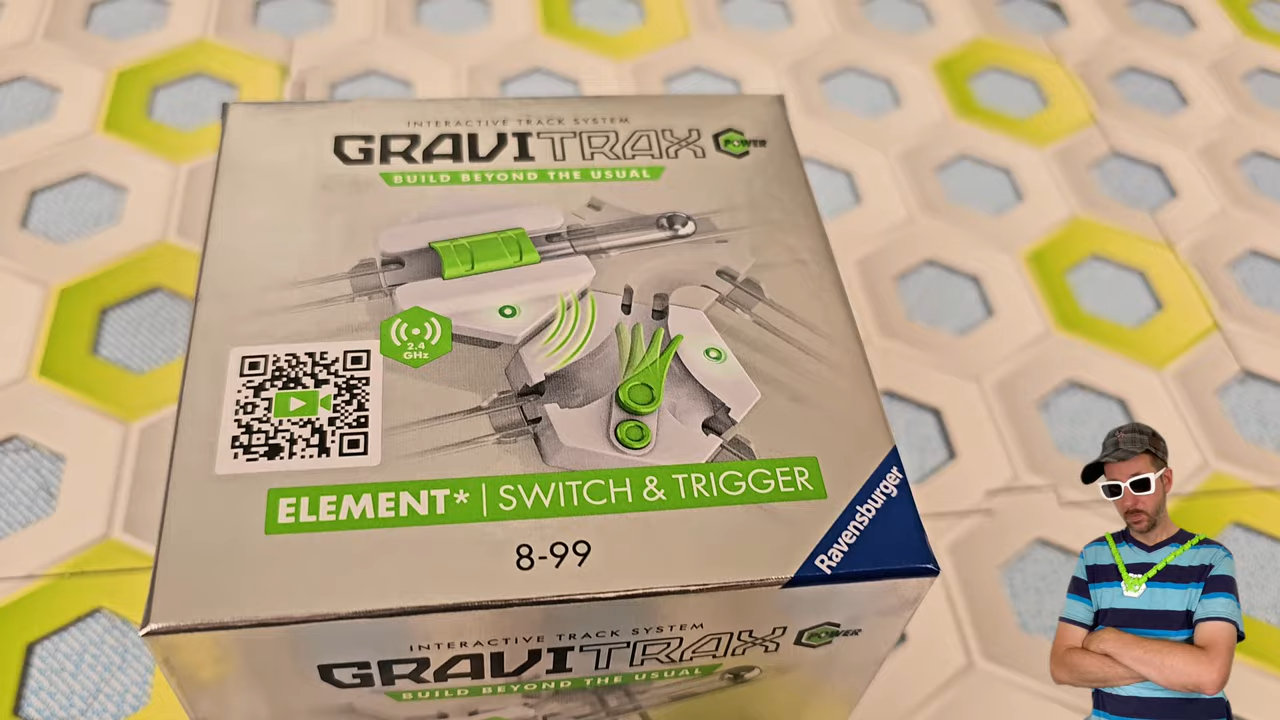 INTERACTIVE TRACK SYSTEM
GRAVITRAX POWER
BUILD BEYOND THE USUAL
2.4
GHz
ELEMENT* | SWITCH & TRIGGER
8-99
Ravensburger
INTERACTIVE TRACK SYSTEM
GRAVITRAX POWER
BUILD BEYOND THE USUAL